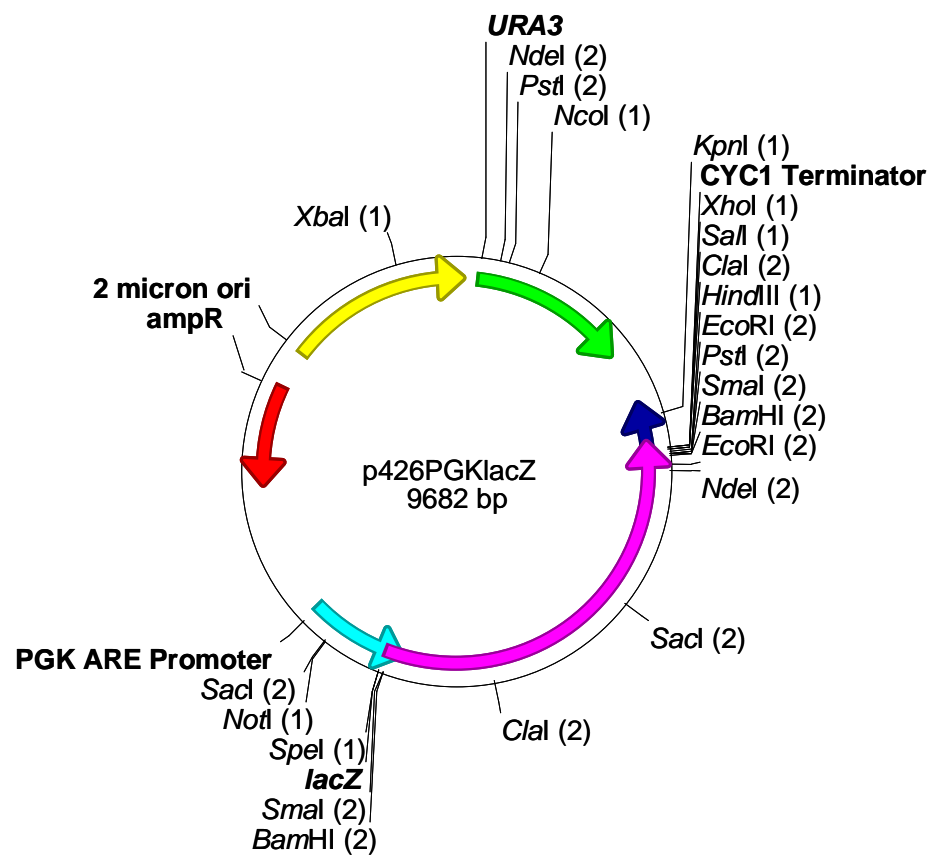 URA3
NdeI (2)
PstI (2)
NcoI (1)
KpnI (1)
CYC1 Terminator
XhoI (1)
SalI (1)
ClaI (2)
HindIII (1)
EcoRI (2)
PstI (2)
SmaI (2)
BamHI (2)
EcoRI (2)
NdeI (2)
XbaI (1)
2 micron ori
ampR
p426PGKlacZ
9682 bp
SacI (2)
ClaI (2)
PGK ARE Promoter
SacI (2)
NotI (1)
SpeI (1)
lacZ
SmaI (2)
BamHI (2)